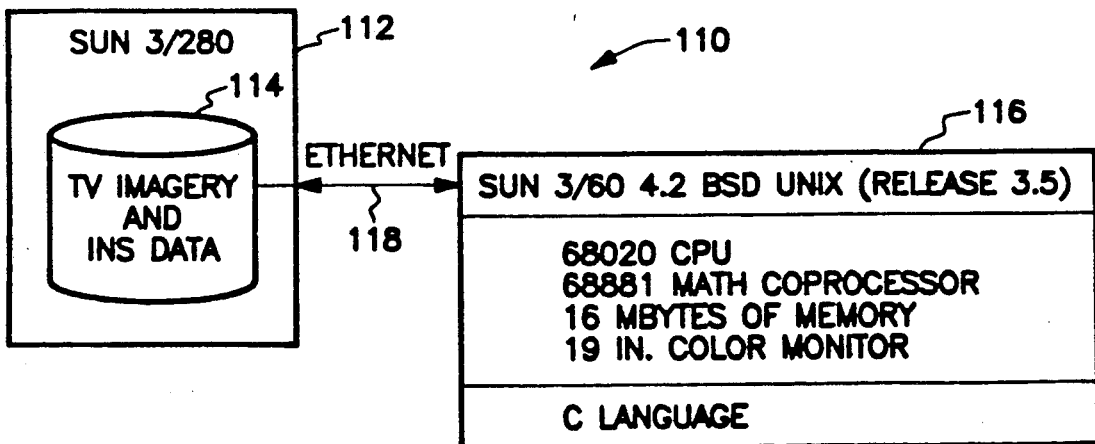 SUN 3/280
112
114
TV IMAGERY
AND
INS DATA
ETHERNET
118
110
116
SUN 3/60 4.2 BSD UNIX (RELEASE 3.5)
68020 CPU
68881 MATH COPROCESSOR
16 MBYTES OF MEMORY
19 IN. COLOR MONITOR
C LANGUAGE